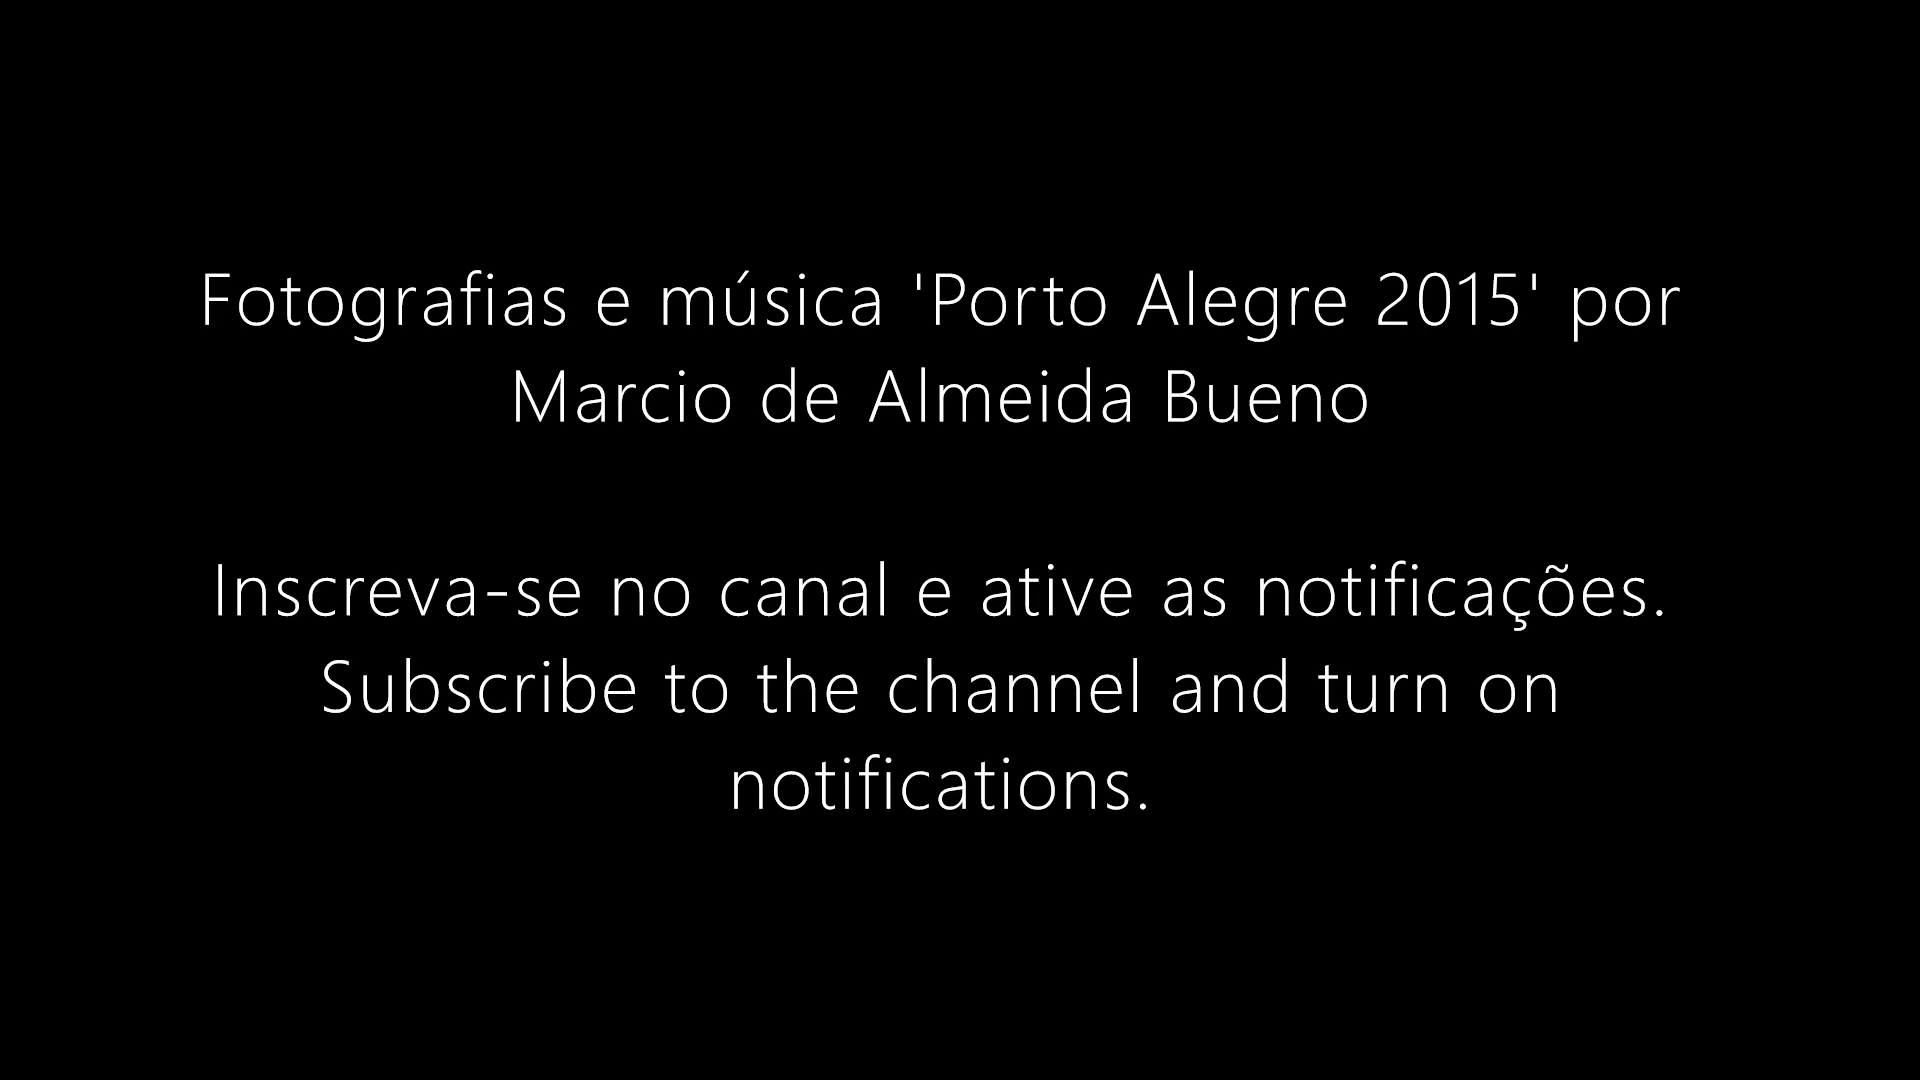 Fotografias e música 'Porto Alegre 2015' por
Marcio de Almeida Bueno
Inscreva-se no canal e ative as notificações.
Subscribe to the channel and turn on
notifications.